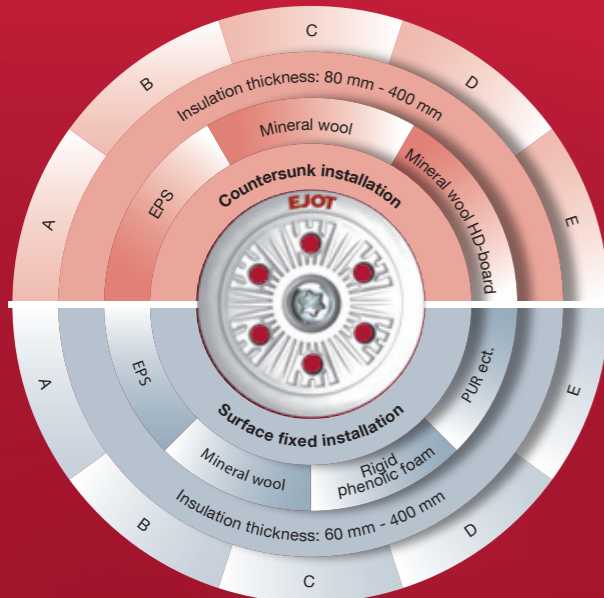 C
B
D
Insulation thickness: 80 mm - 400 mm
Mineral wool
A
EPS
Mineral wool HD-board
E
Countersunk installation
EJOT
Surface fixed installation
A
EPS
PUR ect.
E
Mineral wool
Rigid
phenolic foam
Insulation thickness: 60 mm - 400 mm
B
D
C